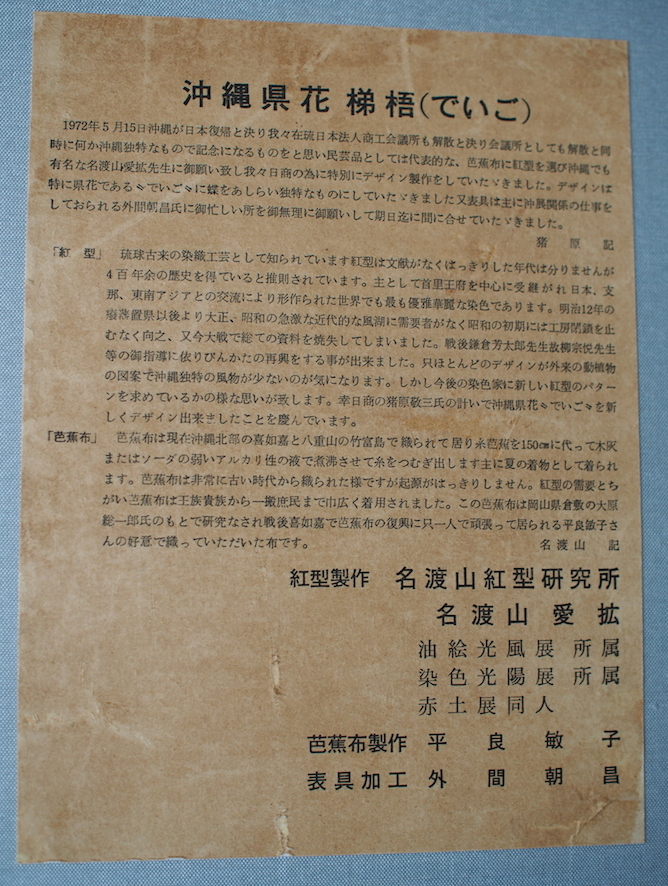 沖縄県花 梯梧(でいご)
1972年5月15日沖縄が日本復帰と決り我々在琉日本法人商工会議所も解散と決り会議所としても解散と同
時に何か沖縄独特なもので記念になるものをと思い民芸品としては代表的な、芭蕉布に紅型を選び沖縄でも
有名な名渡山愛拡先生に御願い致し我々日商の為に特別にデザイン製作をしていたゞきました。デザインは
特に県花である〝でいご〟に蝶をあしらい独特なものにしていたゞきました又表具は主に沖展関係の仕事を
しておられる外間朝昌氏に御忙しい所を御無理に御願いして期日迄に間に合せていたゞきました。
猪原 記
「紅 型」 琉球古来の染織工芸として知られています紅型は文献がなくはっきりした年代は分りませんが
4百年余の歴史を得ていると推則されています。主として首里王府を中心に受継がれ日本、支
那、東南アジアとの交流により形作られた世界でも最も優雅華麗な染色であります。明治12年の
廃藩置県以後より大正、昭和の急激な近代的な風湖に需要者がなく昭和の初期には工房閉鎖を止
むなく向之、又今大戦で総ての資料を焼失してしまいました。戦後鎌倉芳太郎先生故柳宗悦先生
等の御指導に依りびんかたの再興をする事が出来ました。只ほとんどのデザインが外来の動植物
の図案で沖縄独特の風物が少ないのが気になります。しかし今後の染色家に新しい紅型のパター
ンを求めているかの様な思いが致します。幸日商の猪原敬三氏の計いで沖縄県花〝でいご〟を新
しくデザイン出来ましたことを慶んでいます。
「芭蕉布」 芭蕉布は現在沖縄北部の喜如嘉と八重山の竹富島で織られて居り糸芭蕉を150㎝に代って木灰
またはソーダの弱いアルカリ性の液で煮沸させて糸をつむぎ出します主に夏の着物として着られ
ます。芭蕉布は非常に古い時代から織られた様ですが起源がはっきりしません。紅型の需要とち
がい芭蕉布は王族貴族から一搬庶民まで巾広く着用されました。この芭蕉布は岡山県倉敷の大原
総一郎氏のもとで研究なされ戦後喜如嘉で芭蕉布の復興に只一人で頑張って居られる平良敏子さ
んの好意で織っていただいた布です。 名渡山 記
紅型製作 名渡山紅型研究所
名渡山 愛 拡
油絵光風展 所属
染色光陽展 所属
赤土展同人
芭蕉布製作 平良敏子
表具加工 外間朝昌